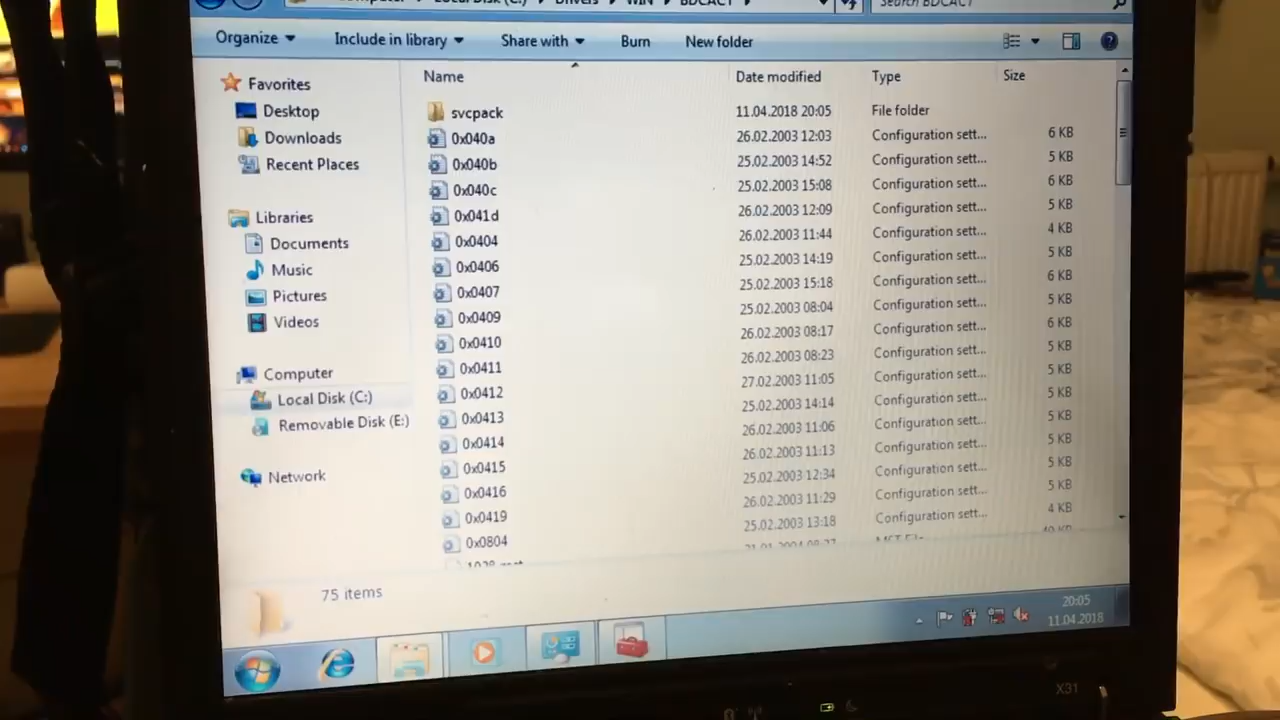 Local Disk (C:) Drivers WIN BDCACT
Search BDCACT
Organize Include in library Share with Burn New folder
Favorites
Desktop
Downloads
Recent Places
Libraries
Documents
Music
Pictures
Videos
Computer
Local Disk (C:)
Removable Disk (E:)
Network
Name Date modified Type Size
svcpack 11.04.2018 20:05 File folder
0x040a 26.02.2003 12:03 Configuration sett... 6 KB
0x040b 25.02.2003 14:52 Configuration sett... 5 KB
0x040c 25.02.2003 15:08 Configuration sett... 6 KB
0x041d 26.02.2003 12:09 Configuration sett... 5 KB
0x0404 26.02.2003 11:44 Configuration sett... 4 KB
0x0406 25.02.2003 14:19 Configuration sett... 5 KB
0x0407 25.02.2003 15:18 Configuration sett... 6 KB
0x0409 25.02.2003 08:04 Configuration sett... 5 KB
0x0410 26.02.2003 08:17 Configuration sett... 6 KB
0x0411 26.02.2003 08:23 Configuration sett... 5 KB
0x0412 27.02.2003 11:05 Configuration sett... 5 KB
0x0413 25.02.2003 14:14 Configuration sett... 5 KB
0x0414 26.02.2003 11:06 Configuration sett... 5 KB
0x0415 26.02.2003 11:13 Configuration sett... 5 KB
0x0416 25.02.2003 12:34 Configuration sett... 5 KB
0x0419 26.02.2003 11:29 Configuration sett... 5 KB
0x0804 25.02.2003 13:18 Configuration sett... 4 KB
75 items
20:05
11.04.2018
X31